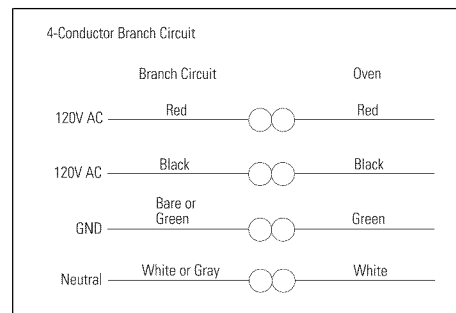 4-Conductor Branch Circuit
Branch Circuit Oven
120V AC Red Red
120V AC Black Black
Bare or
Green
GND Green
Neutral White or Gray White